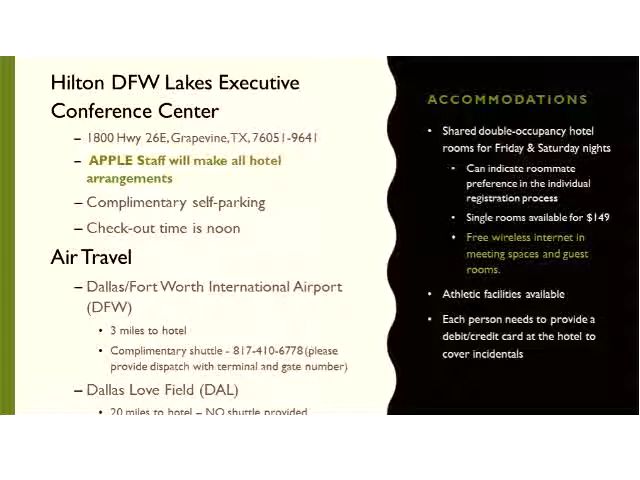 Hilton DFW Lakes Executive
Conference Center
– 1800 Hwy 26E, Grapevine, TX, 76051-9641
– APPLE Staff will make all hotel
arrangements
– Complimentary self-parking
– Check-out time is noon
Air Travel
– Dallas/Fort Worth International Airport
(DFW)
• 3 miles to hotel
• Complimentary shuttle - 817-410-6778 (please
provide dispatch with terminal and gate number)
– Dallas Love Field (DAL)
• 20 miles to hotel – NO shuttle provided
ACCOMMODATIONS
• Shared double-occupancy hotel
rooms for Friday & Saturday nights
• Can indicate roommate
preference in the individual
registration process
• Single rooms available for $149
• Free wireless internet in
meeting spaces and guest
rooms.
• Athletic facilities available
• Each person needs to provide a
debit/credit card at the hotel to
cover incidentals